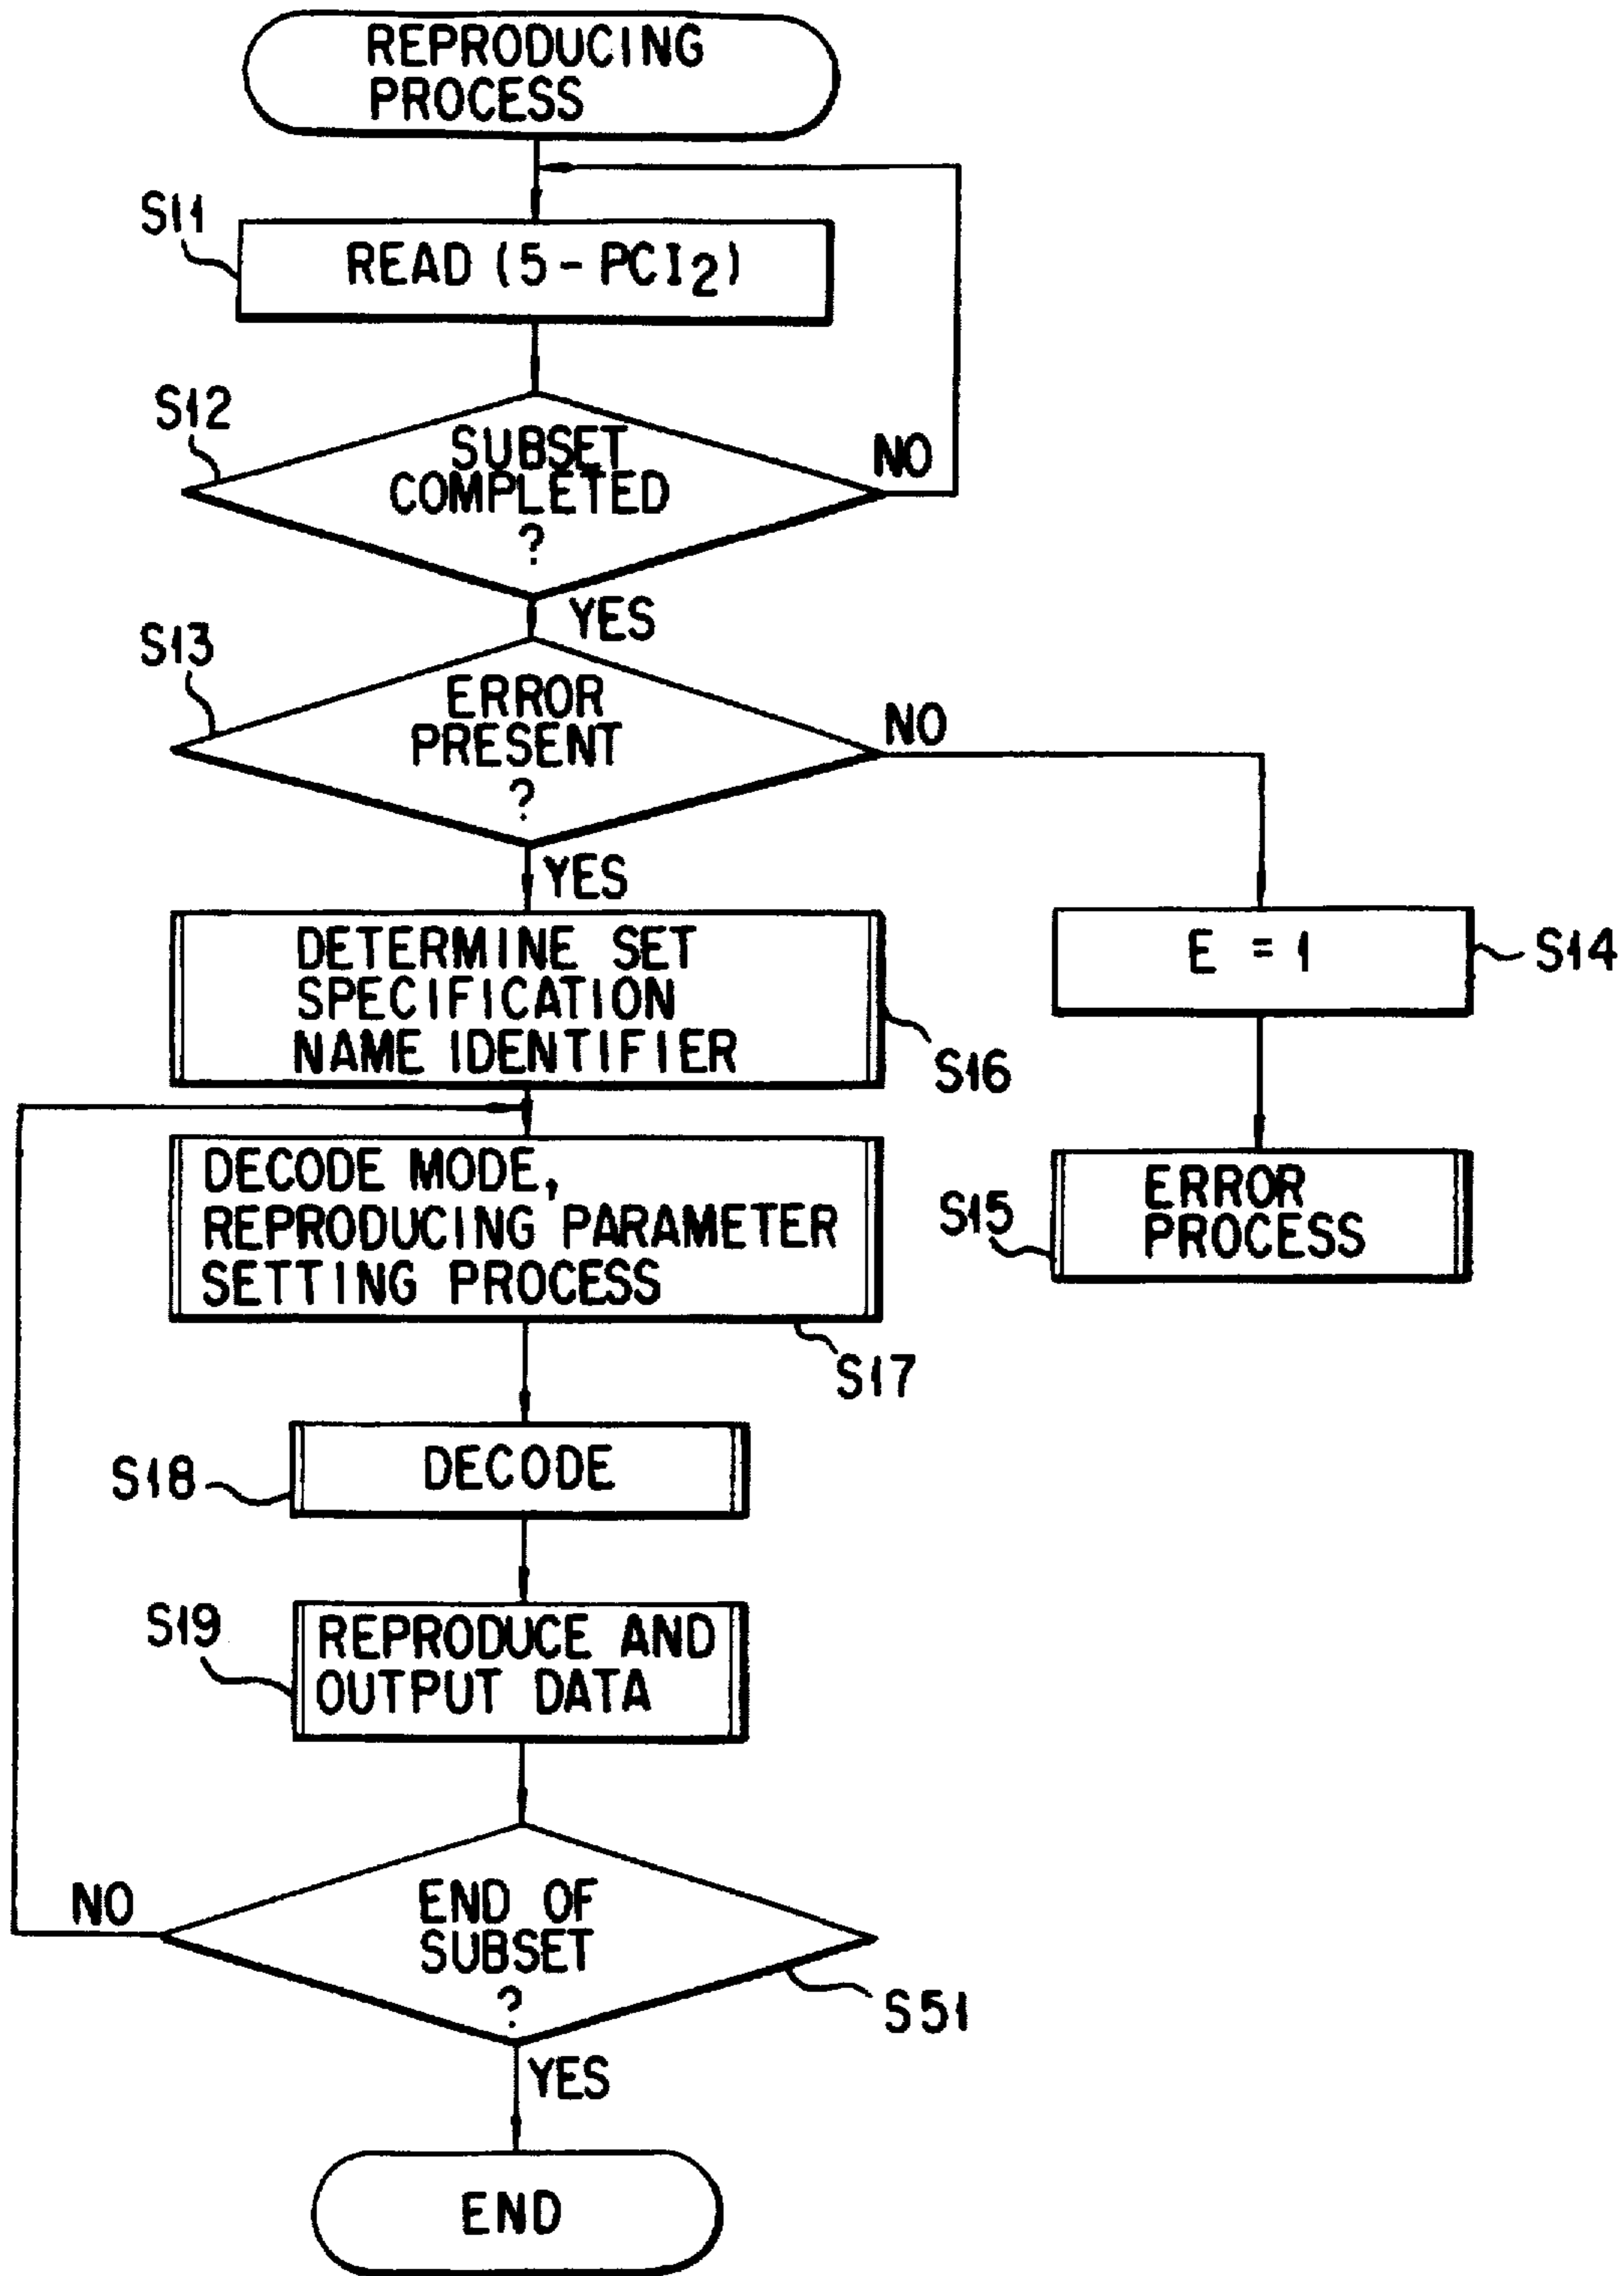 REPRODUCING
PROCESS
S11
READ (5-PCI2)
S12
SUBSET
COMPLETED
?
NO
YES
S13
ERROR
PRESENT
?
NO
YES
DETERMINE SET
SPECIFICATION
NAME IDENTIFIER
S16
E = 1
S14
DECODE MODE,
REPRODUCING PARAMETER
SETTING PROCESS
S17
S15
ERROR
PROCESS
S18
DECODE
S19
REPRODUCE AND
OUTPUT DATA
NO
END OF
SUBSET
?
S51
YES
END